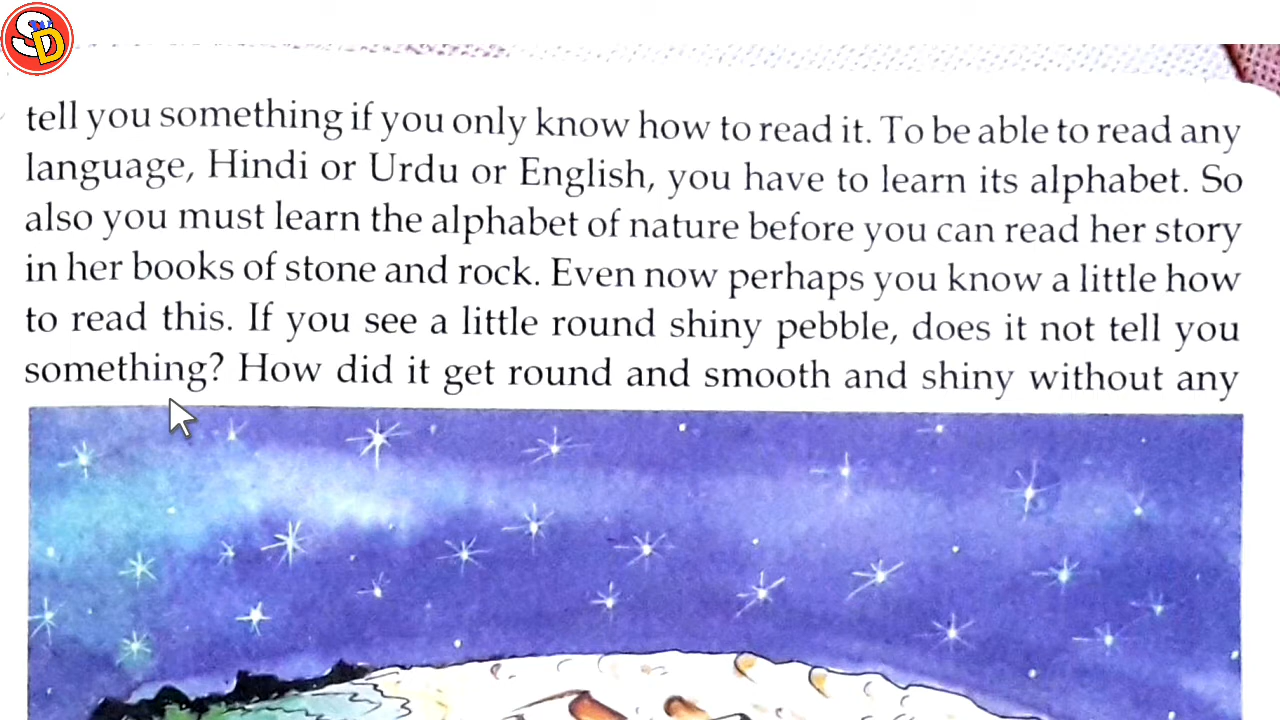 SD
tell you something if you only know how to read it. To be able to read any
language, Hindi or Urdu or English, you have to learn its alphabet. So
also you must learn the alphabet of nature before you can read her story
in her books of stone and rock. Even now perhaps you know a little how
to read this. If you see a little round shiny pebble, does it not tell you
something? How did it get round and smooth and shiny without any